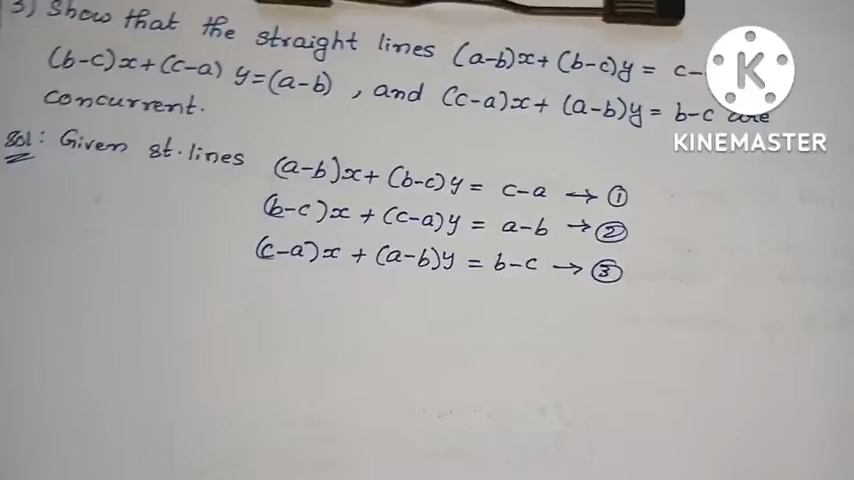 3) Show that the straight lines (a-b)x+(b-c)y = c-
(b-c)x+(c-a) y=(a-b) , and (c-a)x+ (a-b)y = b-c are
concurrent.
Sol: Given st. lines (a-b)x+ (b-c)y = c-a → ①
(b-c)x + (c-a)y = a-b → ②
(c-a)x + (a-b)y = b-c → ③
K
KINEMASTER